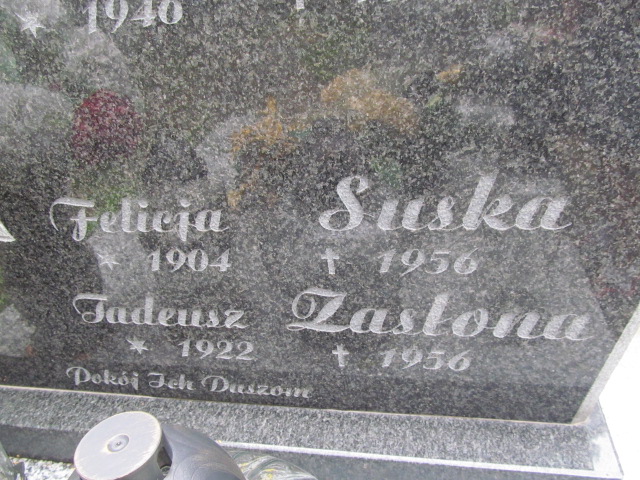 * 1940
Felicja Suska
* 1904 † 1956
Tadeusz Zasłona
* 1922 † 1956
Pokój Ich Duszom